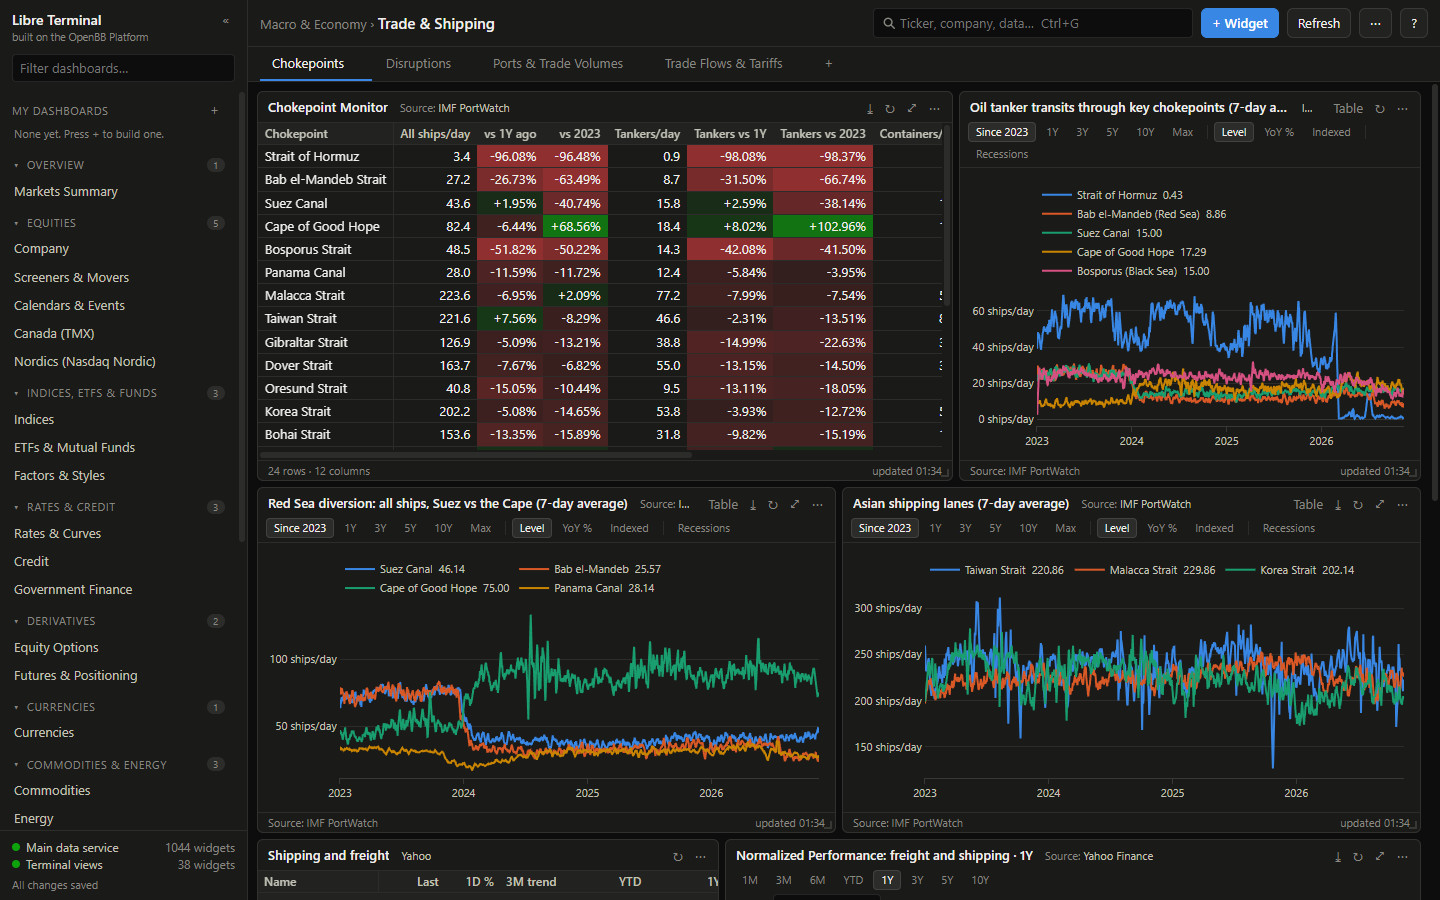 Libre Terminal
«
built on the OpenBB Platform
Filter dashboards...
MY DASHBOARDS +
None yet. Press + to build one.
OVERVIEW 1
Markets Summary
EQUITIES 5
Company
Screeners & Movers
Calendars & Events
Canada (TMX)
Nordics (Nasdaq Nordic)
INDICES, ETFS & FUNDS 3
Indices
ETFs & Mutual Funds
Factors & Styles
RATES & CREDIT 3
Rates & Curves
Credit
Government Finance
DERIVATIVES 2
Equity Options
Futures & Positioning
CURRENCIES 1
Currencies
COMMODITIES & ENERGY 3
Commodities
Energy
Main data service 1044 widgets
Terminal views 38 widgets
All changes saved
Macro & Economy › Trade & Shipping
Ticker, company, data... Ctrl+G
+ Widget
Refresh
...
?
Chokepoints Disruptions Ports & Trade Volumes Trade Flows & Tariffs +
Chokepoint Monitor Source: IMF PortWatch
Chokepoint All ships/day vs 1Y ago vs 2023 Tankers/day Tankers vs 1Y Tankers vs 2023 Containers/
Strait of Hormuz 3.4 -96.08% -96.48% 0.9 -98.08% -98.37%
Bab el-Mandeb Strait 27.2 -26.73% -63.49% 8.7 -31.50% -66.74%
Suez Canal 43.6 +1.95% -40.74% 15.8 +2.59% -38.14%
Cape of Good Hope 82.4 -6.44% +68.56% 18.4 +8.02% +102.96%
Bosporus Strait 48.5 -51.82% -50.22% 14.3 -42.08% -41.50%
Panama Canal 28.0 -11.59% -11.72% 12.4 -5.84% -3.95%
Malacca Strait 223.6 -6.95% +2.09% 77.2 -7.99% -7.54%
Taiwan Strait 221.6 +7.56% -8.29% 46.6 -2.31% -13.51%
Gibraltar Strait 126.9 -5.09% -13.21% 38.8 -14.99% -22.63%
Dover Strait 163.7 -7.67% -6.82% 55.0 -13.15% -14.50%
Oresund Strait 40.8 -15.05% -10.44% 9.5 -13.11% -18.05%
Korea Strait 202.2 -5.08% -14.65% 53.8 -3.93% -12.72%
Bohai Strait 153.6 -13.35% -15.89% 31.8 -9.82% -15.19%
24 rows · 12 columns updated 01:34
Oil tanker transits through key chokepoints (7-day a... I... Table
Since 2023 1Y 3Y 5Y 10Y Max Level YoY % Indexed
Recessions
Strait of Hormuz 0.43
Bab el-Mandeb (Red Sea) 8.86
Suez Canal 15.00
Cape of Good Hope 17.29
Bosporus (Black Sea) 15.00
60 ships/day
40 ships/day
20 ships/day
0 ships/day
2023 2024 2025 2026
Source: IMF PortWatch updated 01:34
Red Sea diversion: all ships, Suez vs the Cape (7-day average) Source: I... Table
Since 2023 1Y 3Y 5Y 10Y Max Level YoY % Indexed Recessions
Suez Canal 46.14 Bab el-Mandeb 25.57
Cape of Good Hope 75.00 Panama Canal 28.14
100 ships/day
50 ships/day
2023 2024 2025 2026
Source: IMF PortWatch updated 01:34
Asian shipping lanes (7-day average) Source: IMF PortWatch Table
Since 2023 1Y 3Y 5Y 10Y Max Level YoY % Indexed Recessions
Taiwan Strait 220.86 Malacca Strait 229.86 Korea Strait 202.14
300 ships/day
250 ships/day
200 ships/day
150 ships/day
2023 2024 2025 2026
Source: IMF PortWatch updated 01:34
Shipping and freight Yahoo
Name Last 1D % 3M trend YTD 1Y
Normalized Performance: freight and shipping · 1Y Source: Yahoo Finance
1M 3M 6M YTD 1Y 3Y 5Y 10Y